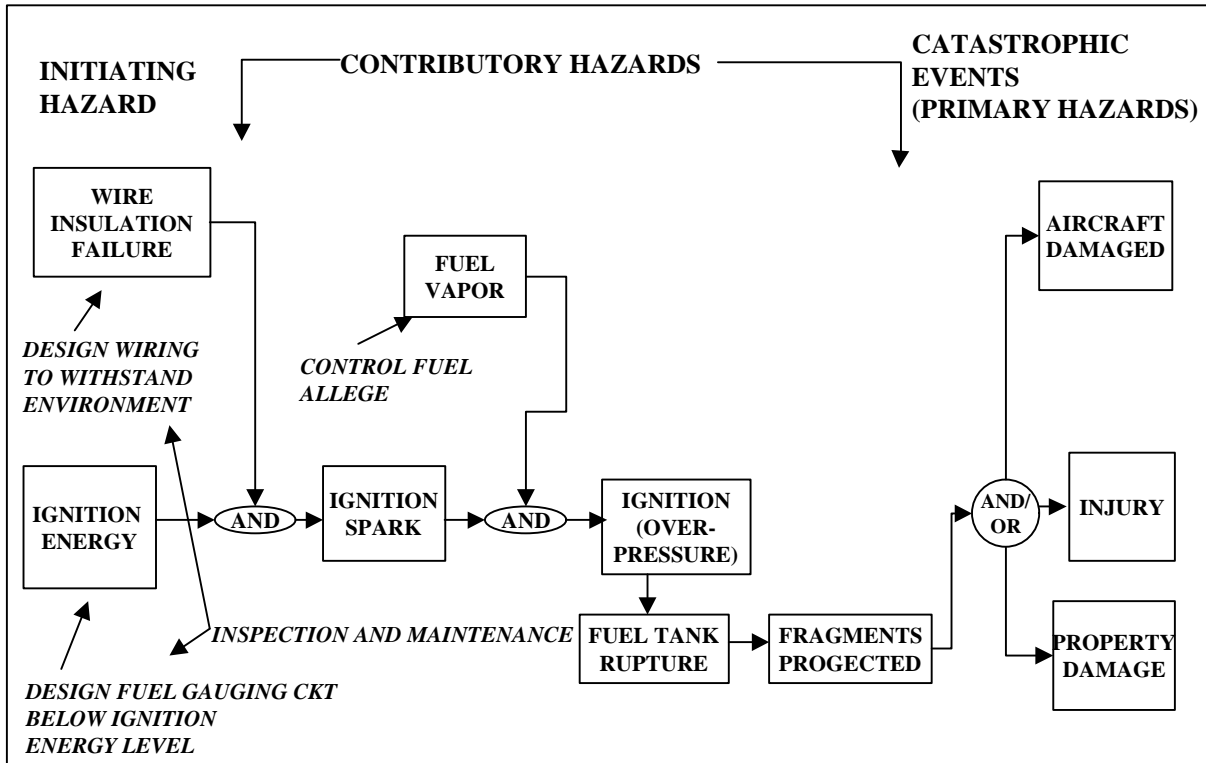 INITIATING
HAZARD
CONTRIBUTORY HAZARDS
CATASTROPHIC
EVENTS
(PRIMARY HAZARDS)
WIRE
INSULATION
FAILURE
FUEL
VAPOR
AIRCRAFT
DAMAGED
DESIGN WIRING
TO WITHSTAND
ENVIRONMENT
CONTROL FUEL
ALLEGE
IGNITION
ENERGY
AND
IGNITION
SPARK
AND
IGNITION
(OVER-
PRESSURE)
AND/
OR
INJURY
INSPECTION AND MAINTENANCE
FUEL TANK
RUPTURE
FRAGMENTS
PROGECTED
PROPERTY
DAMAGE
DESIGN FUEL GAUGING CKT
BELOW IGNITION
ENERGY LEVEL